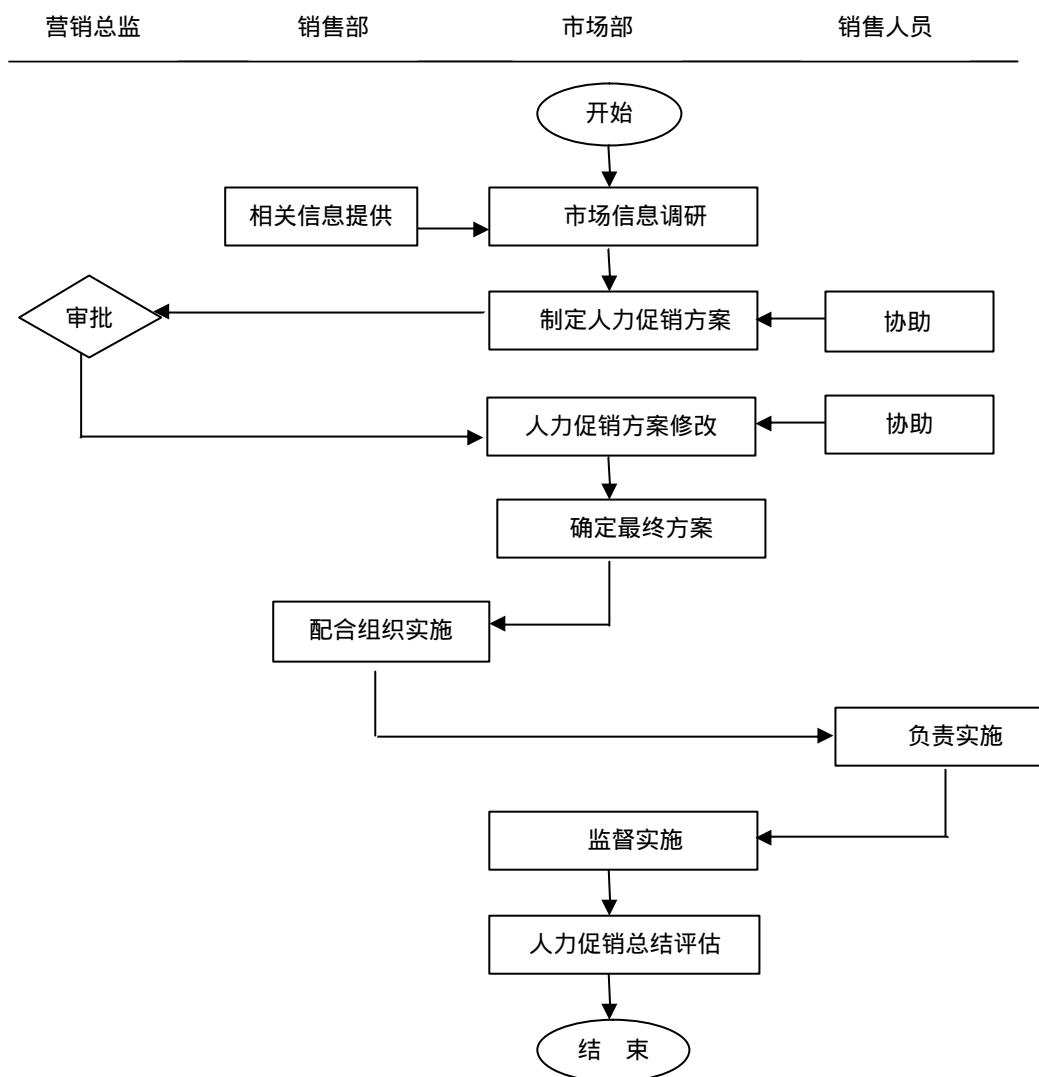 营销总监 销售部 市场部 销售人员
开始
相关信息提供 市场信息调研
审批 制定人力促销方案 协助
人力促销方案修改 协助
确定最终方案
配合组织实施
负责实施
监督实施
人力促销总结评估
结 束